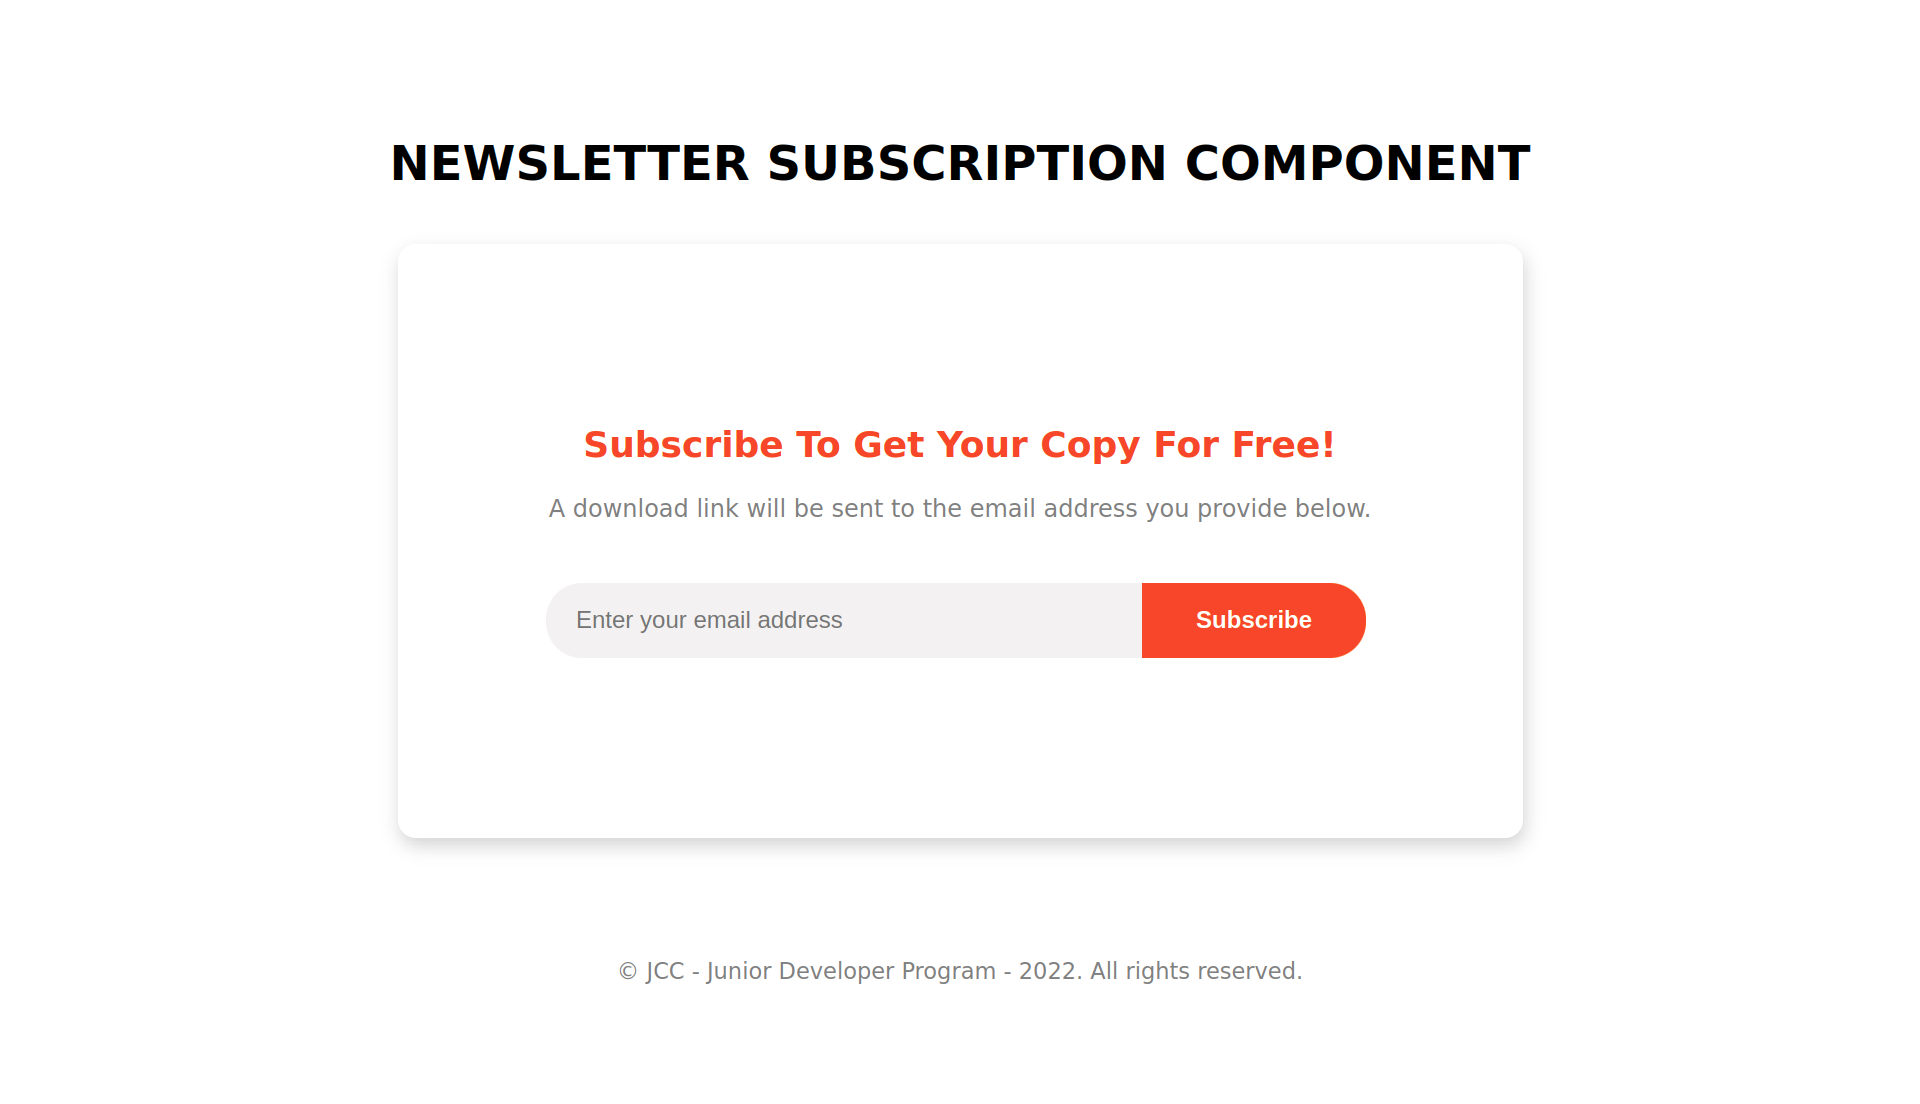 NEWSLETTER SUBSCRIPTION COMPONENT
Subscribe To Get Your Copy For Free!
A download link will be sent to the email address you provide below.
Enter your email address
Subscribe
© JCC - Junior Developer Program - 2022. All rights reserved.